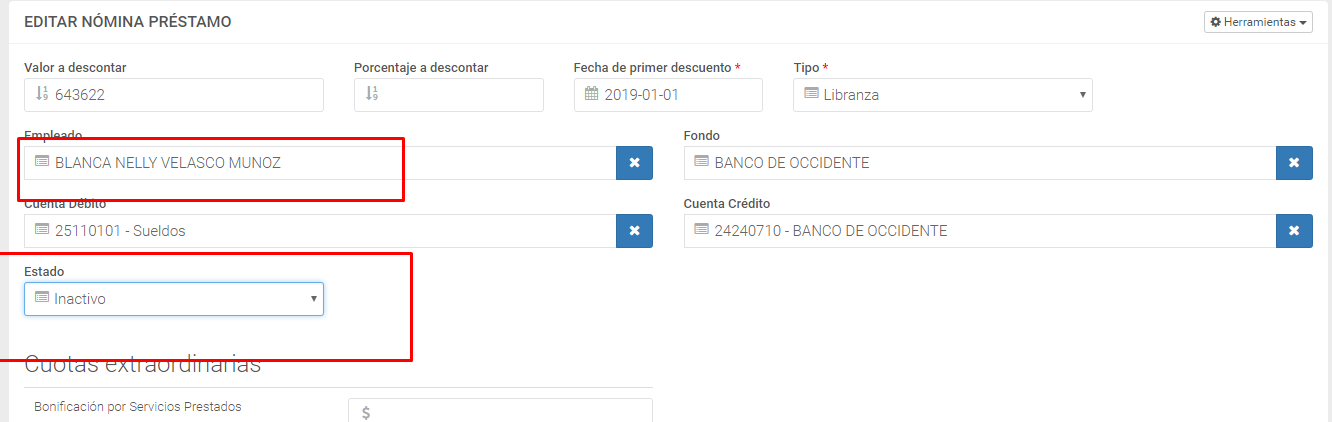 EDITAR NÓMINA PRÉSTAMO Herramientas
Valor a descontar Porcentaje a descontar Fecha de primer descuento * Tipo *
643622 2019-01-01 Libranza
Empleado Fondo
BLANCA NELLY VELASCO MUNOZ BANCO DE OCCIDENTE
Cuenta Débito Cuenta Crédito
25110101 - Sueldos 24240710 - BANCO DE OCCIDENTE
Estado
Inactivo
Cuotas extraordinarias
Bonificación por Servicios Prestados $